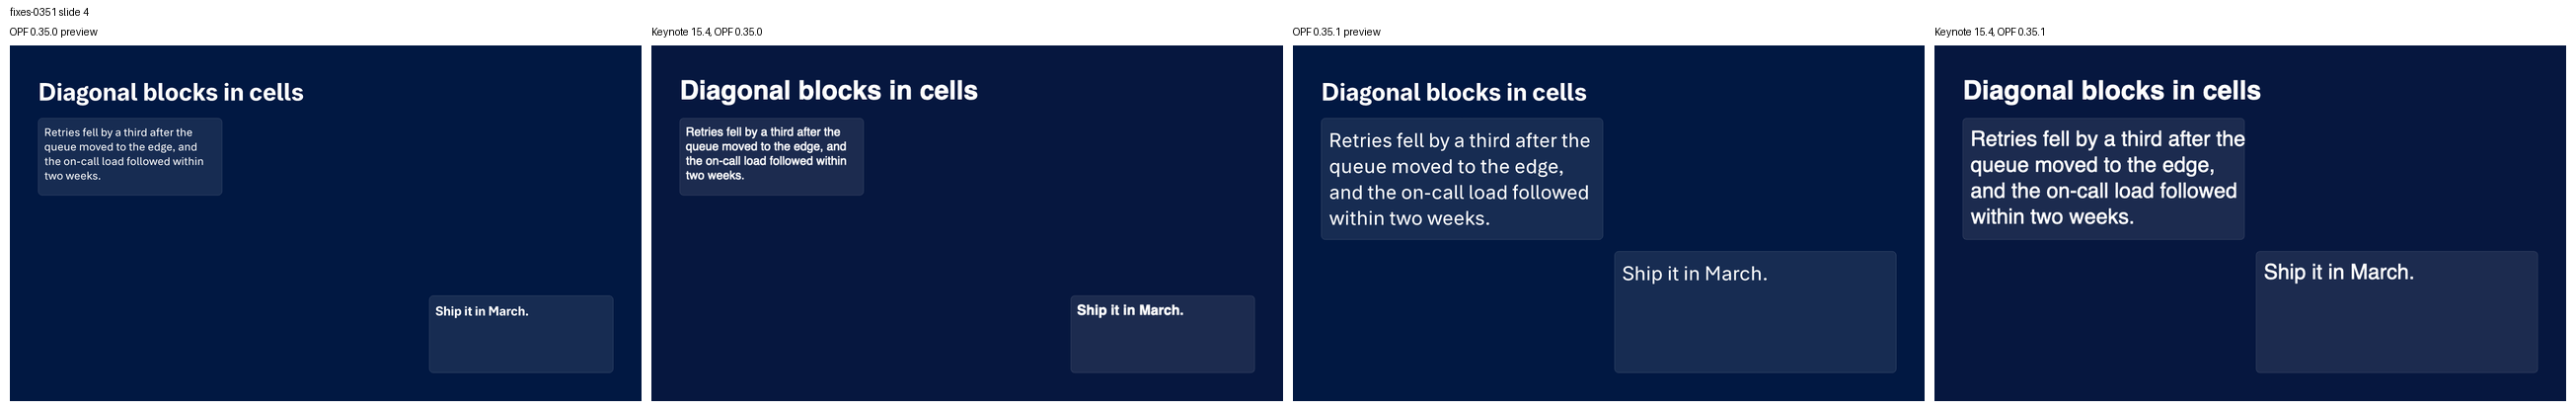 fixes-0351 slide 4
OPF 0.35.0 preview
Diagonal blocks in cells
Retries fell by a third after the
queue moved to the edge, and
the on-call load followed within
two weeks.
Ship it in March.
Keynote 15.4, OPF 0.35.0
Diagonal blocks in cells
Retries fell by a third after the
queue moved to the edge, and
the on-call load followed within
two weeks.
Ship it in March.
OPF 0.35.1 preview
Diagonal blocks in cells
Retries fell by a third after the
queue moved to the edge,
and the on-call load followed
within two weeks.
Ship it in March.
Keynote 15.4, OPF 0.35.1
Diagonal blocks in cells
Retries fell by a third after the
queue moved to the edge,
and the on-call load followed
within two weeks.
Ship it in March.